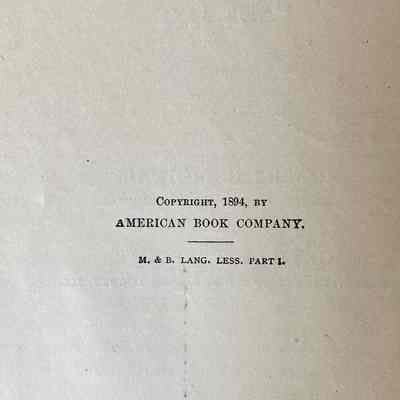 Copyright, 1894, by
AMERICAN BOOK COMPANY.
M. & B. LANG. LESS. PART 1.